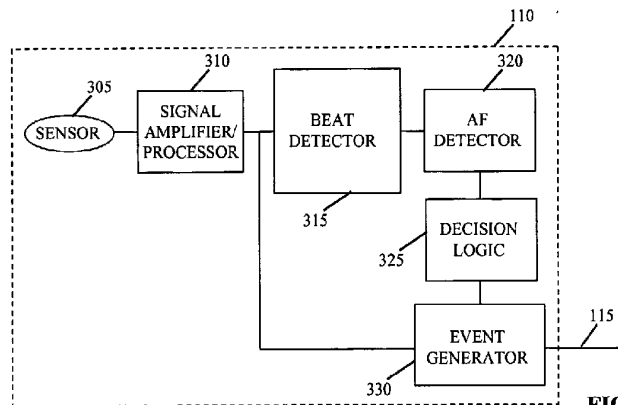 110
310
320
305
SENSOR
SIGNAL
AMPLIFIER/
PROCESSOR
BEAT
DETECTOR
315
AF
DETECTOR
325
DECISION
LOGIC
115
EVENT
GENERATOR
330